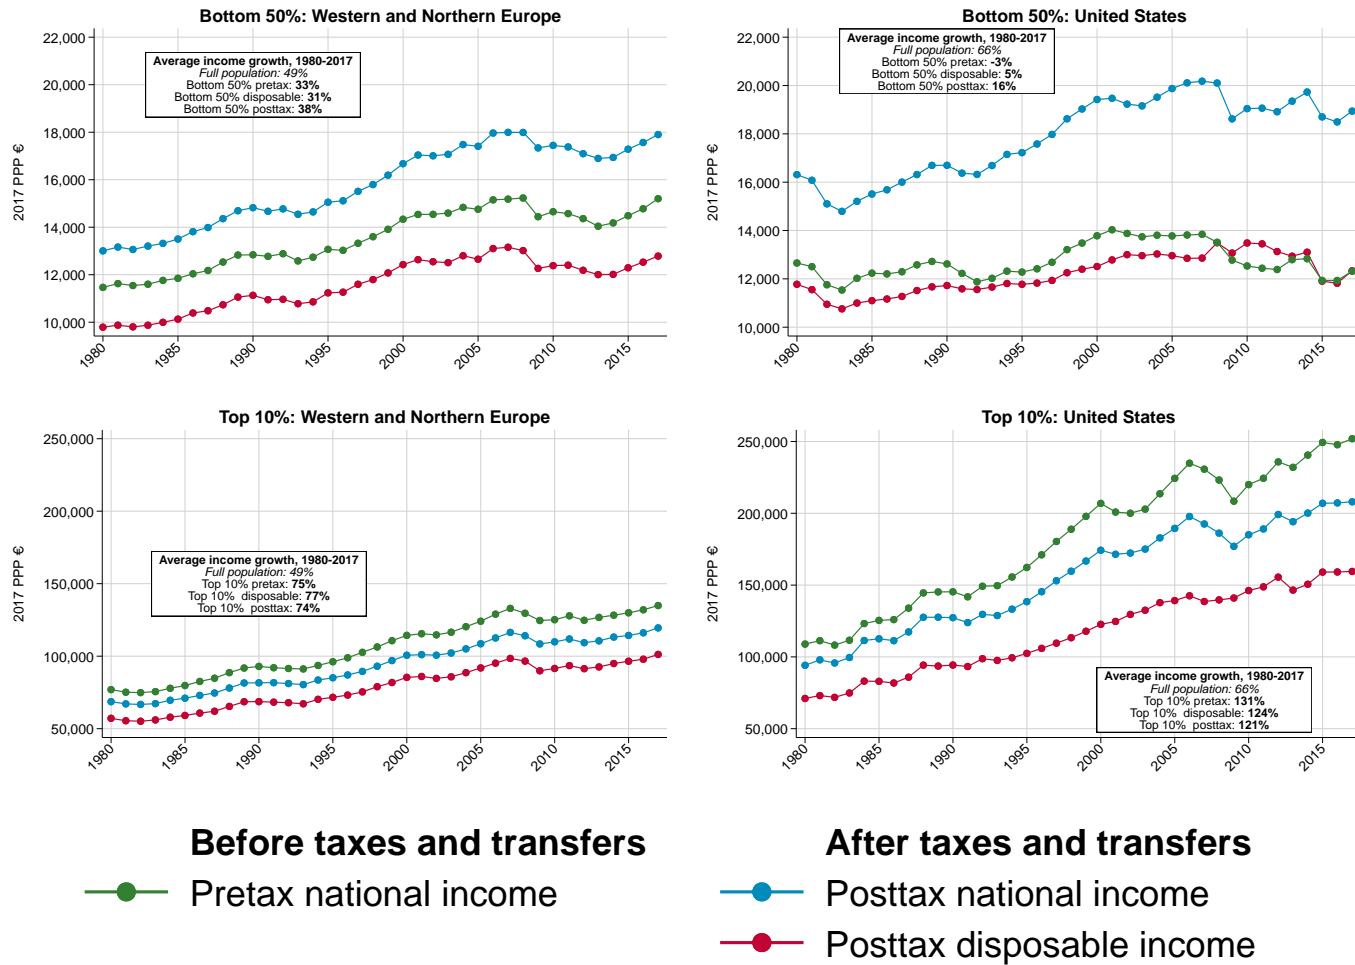 Bottom 50%: Western and Northern Europe
22,000
20,000
18,000
16,000
14,000
12,000
10,000
2017 PPP €
Average income growth, 1980-2017
Full population: 49%
Bottom 50% pretax: 33%
Bottom 50% disposable: 31%
Bottom 50% posttax: 38%
1980
1985
1990
1995
2000
2005
2010
2015
Bottom 50%: United States
22,000
20,000
18,000
16,000
14,000
12,000
10,000
2017 PPP €
Average income growth, 1980-2017
Full population: 66%
Bottom 50% pretax: -3%
Bottom 50% disposable: 5%
Bottom 50% posttax: 16%
1980
1985
1990
1995
2000
2005
2010
2015
Top 10%: Western and Northern Europe
250,000
200,000
150,000
100,000
50,000
2017 PPP €
Average income growth, 1980-2017
Full population: 49%
Top 10% pretax: 75%
Top 10%  disposable: 77%
Top 10%  posttax: 74%
1980
1985
1990
1995
2000
2005
2010
2015
Top 10%: United States
250,000
200,000
150,000
100,000
50,000
2017 PPP €
Average income growth, 1980-2017
Full population: 66%
Top 10% pretax: 131%
Top 10%  disposable: 124%
Top 10%  posttax: 121%
1980
1985
1990
1995
2000
2005
2010
2015
Before taxes and transfers
Pretax national income
After taxes and transfers
Posttax national income
Posttax disposable income